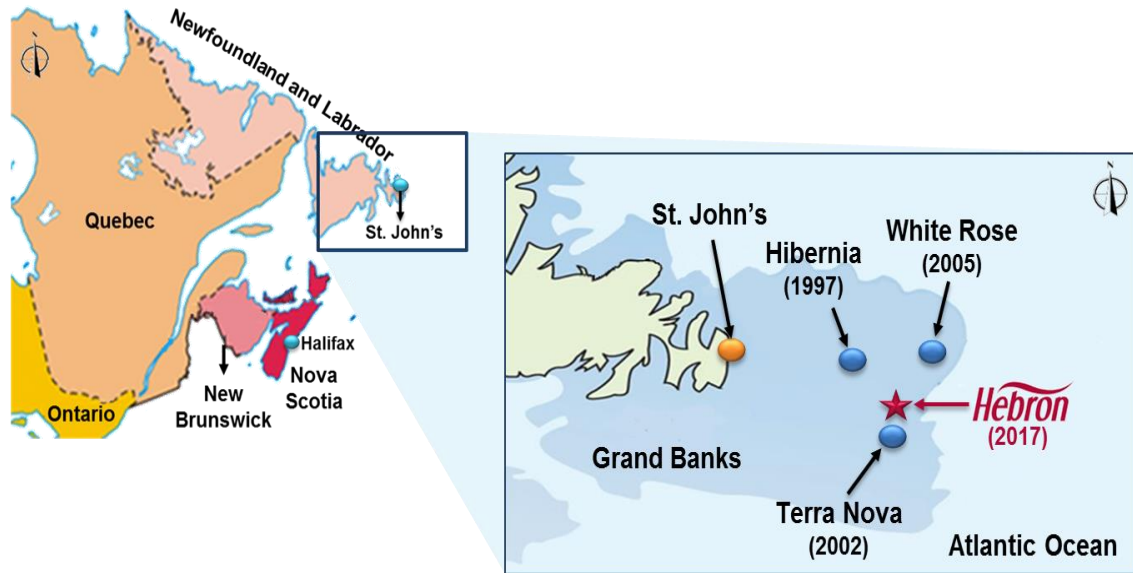 Newfoundland and Labrador
Quebec
St. John's
Halifax
Nova
Scotia
New
Brunswick
Ontario
St. John's
Hibernia
(1997)
White Rose
(2005)
Hebron
(2017)
Grand Banks
Terra Nova
(2002)
Atlantic Ocean